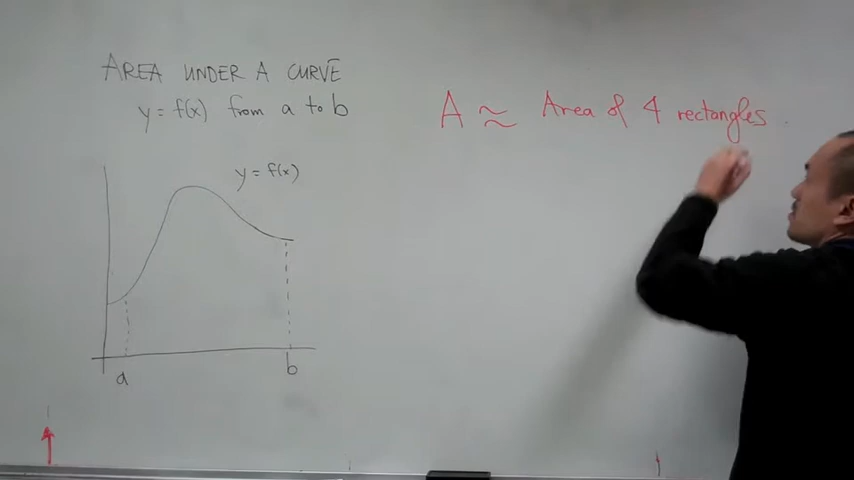 AREA UNDER A CURVE
y = f(x) from a to b
A ≈ Area of 4 rectangles
y = f(x)
a
b